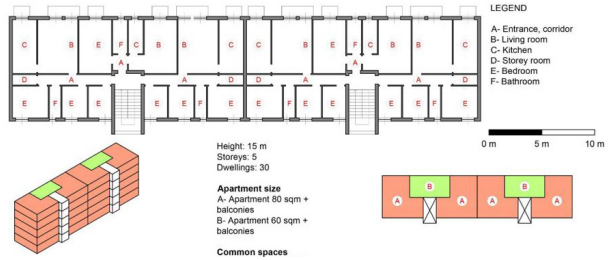 LEGEND
A- Entrance, corridor
B- Living room
C- Kitchen
D- Storey room
E- Bedroom
F- Bathroom
C B E F C B B C C B E F C B B C
A A
D A A D D A A D
E F E E E E F E E F E E E E F E
0 m 5 m 10 m
Height: 15 m
Storeys: 5
Dwellings: 30
Apartment size
A- Apartment 80 sqm +
balconies
B- Apartment 60 sqm +
balconies
Common spaces
B B
A A A A